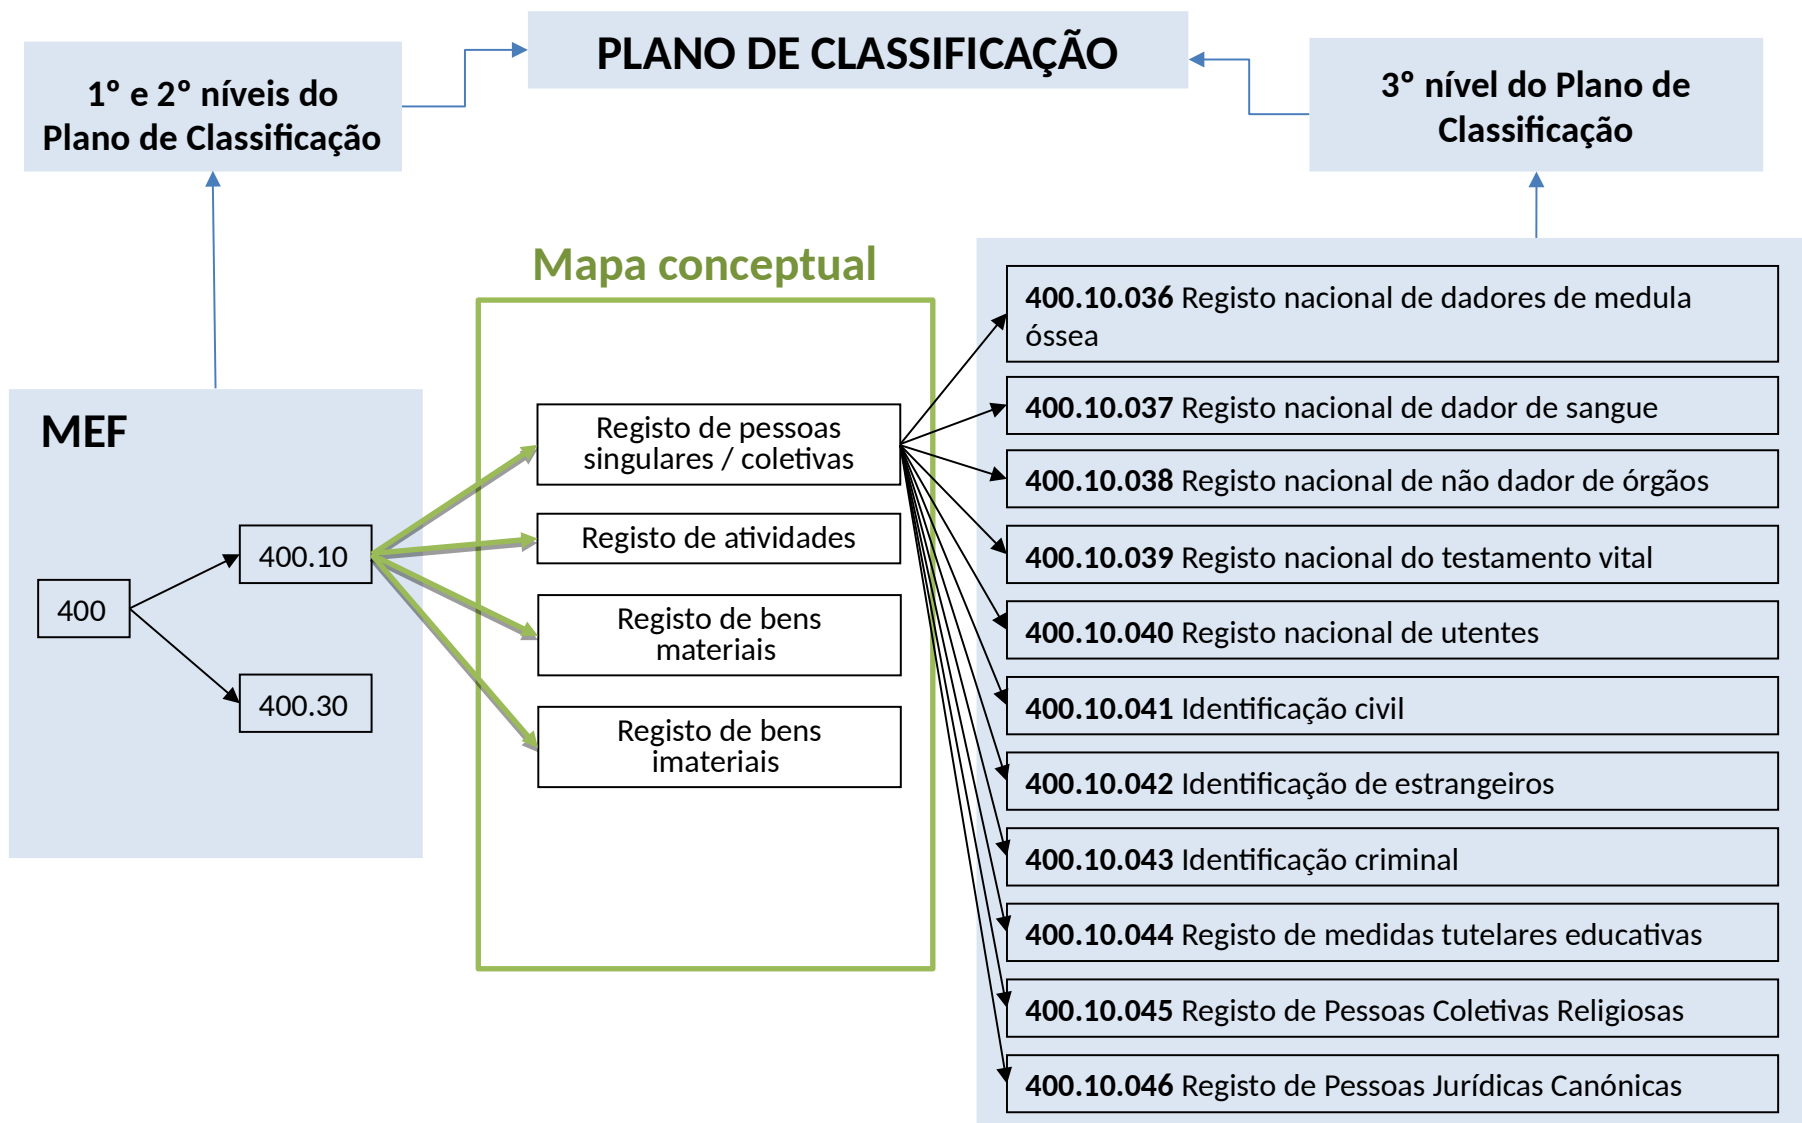 PLANO DE CLASSIFICAÇÃO
1º e 2º níveis do
Plano de Classificação
3º nível do Plano de
Classificação
MEF
400
400.10
400.30
Mapa conceptual
Registo de pessoas
singulares / coletivas
Registo de atividades
Registo de bens
materiais
Registo de bens
imateriais
400.10.036 Registo nacional de dadores de medula
óssea
400.10.037 Registo nacional de dador de sangue
400.10.038 Registo nacional de não dador de órgãos
400.10.039 Registo nacional do testamento vital
400.10.040 Registo nacional de utentes
400.10.041 Identificação civil
400.10.042 Identificação de estrangeiros
400.10.043 Identificação criminal
400.10.044 Registo de medidas tutelares educativas
400.10.045 Registo de Pessoas Coletivas Religiosas
400.10.046 Registo de Pessoas Jurídicas Canónicas